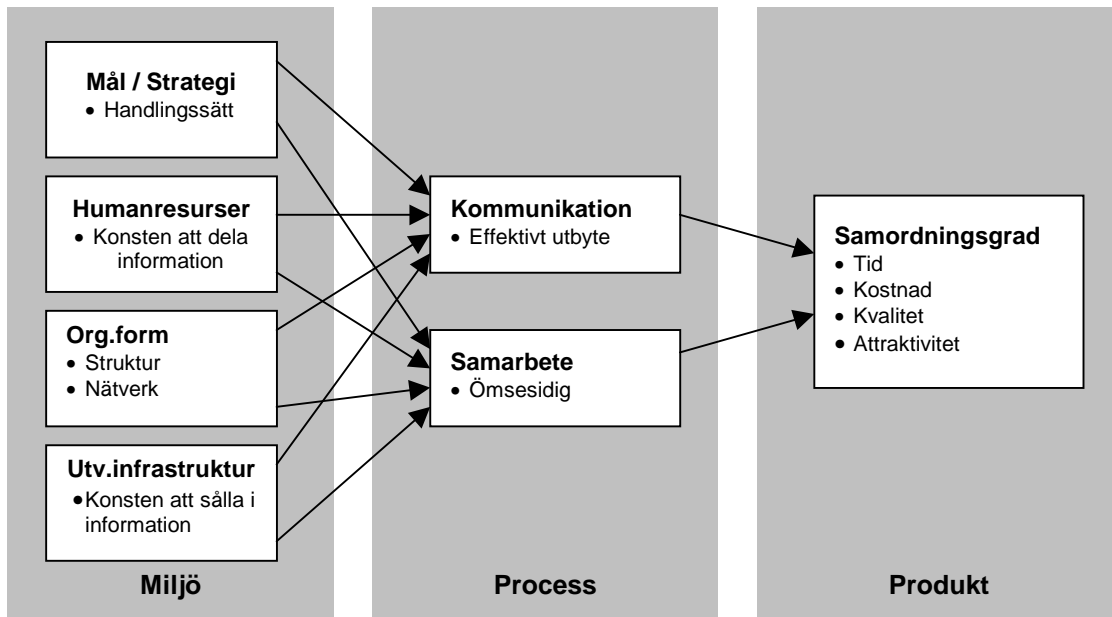 Mål / Strategi
• Handlingssätt
Humanresurser
• Konsten att dela
information
Org.form
• Struktur
• Nätverk
Utv.infrastruktur
• Konsten att sålla i
information
Miljö
Kommunikation
• Effektivt utbyte
Samarbete
• Ömsesidig
Process
Samordningsgrad
• Tid
• Kostnad
• Kvalitet
• Attraktivitet
Produkt